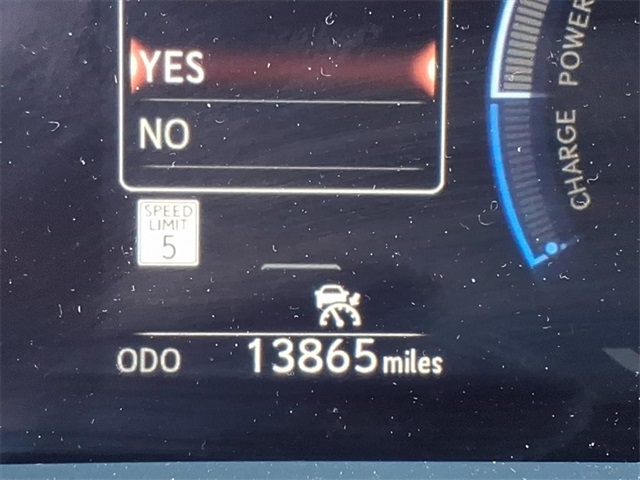 YES
NO
SPEED
LIMIT
5
ODO 13865 miles
POWER
CHARGE